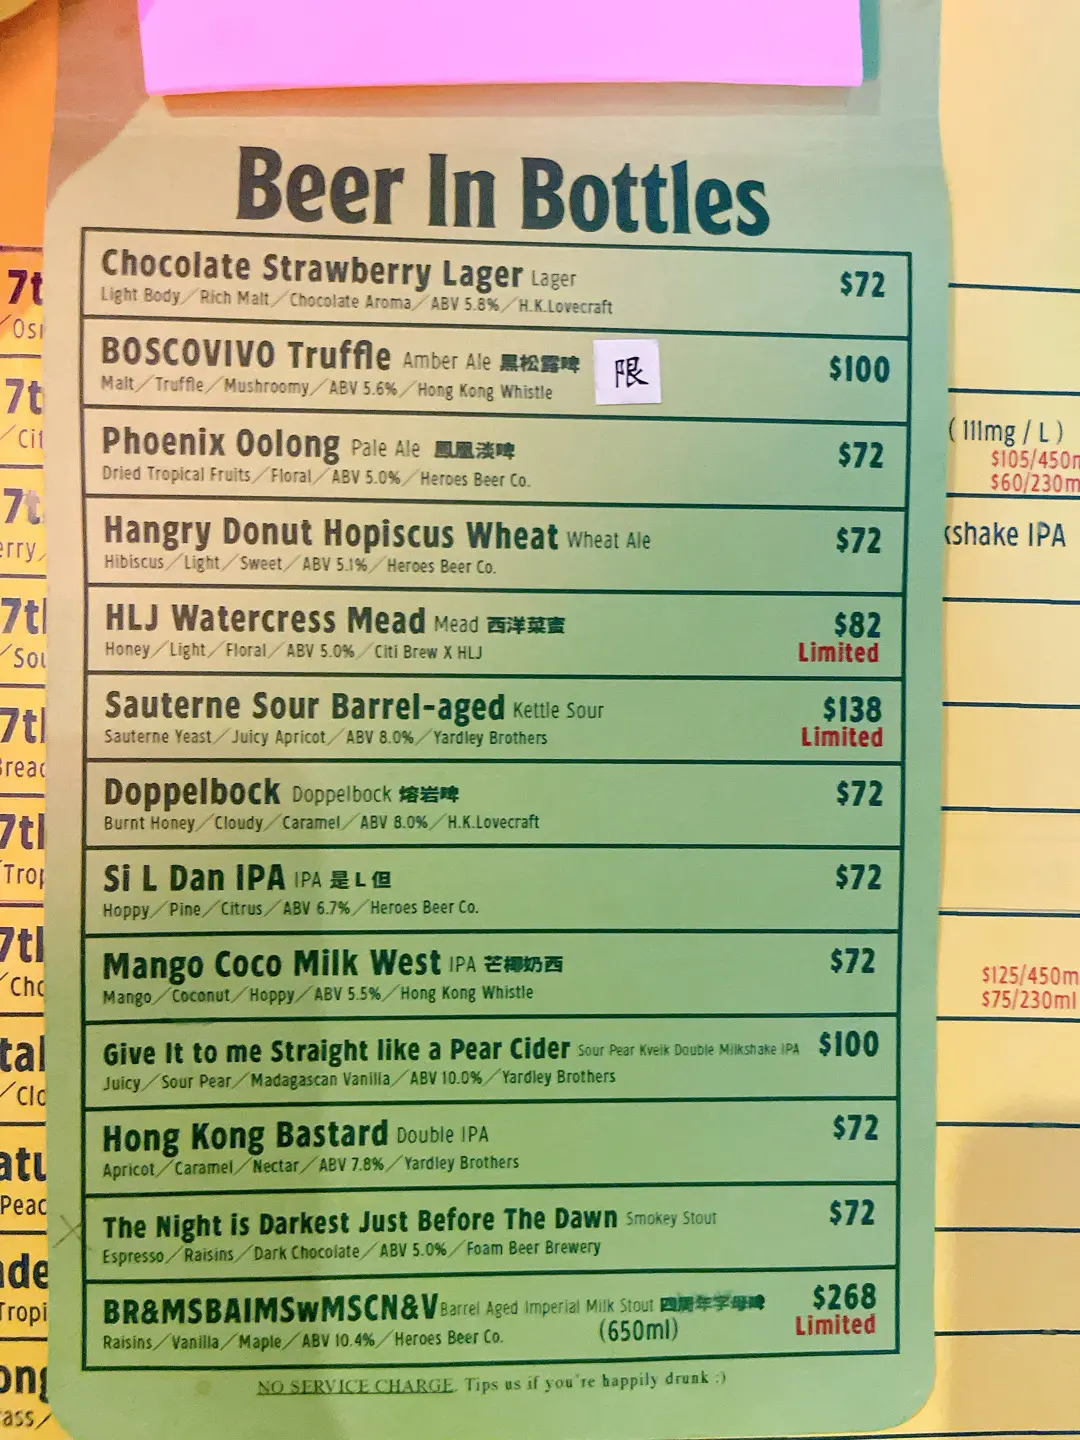 Beer In Bottles
Chocolate Strawberry Lager Lager $72
Light Body／Rich Malt／Chocolate Aroma／ABV 5.8%／H.K.Lovecraft
BOSCOVIVO Truffle Amber Ale 黑松露啤 限 $100
Malt／Truffle／Mushroomy／ABV 5.6%／Hong Kong Whistle
Phoenix Oolong Pale Ale 鳳凰淡啤 $72
Dried Tropical Fruits／Floral／ABV 5.0%／Heroes Beer Co.
Hangry Donut Hopiscus Wheat Wheat Ale $72
Hibiscus／Light／Sweet／ABV 5.1%／Heroes Beer Co.
HLJ Watercress Mead Mead 西洋菜蜜 $82
Honey／Light／Floral／ABV 5.0%／Citi Brew X HLJ Limited
Sauterne Sour Barrel-aged Kettle Sour $138
Sauterne Yeast／Juicy Apricot／ABV 8.0%／Yardley Brothers Limited
Doppelbock Doppelbock 熔岩啤 $72
Burnt Honey／Cloudy／Caramel／ABV 8.0%／H.K.Lovecraft
Si L Dan IPA IPA 是 L 但 $72
Hoppy／Pine／Citrus／ABV 6.7%／Heroes Beer Co.
Mango Coco Milk West IPA 芒椰奶西 $72
Mango／Coconut／Hoppy／ABV 5.5%／Hong Kong Whistle
Give It to me Straight like a Pear Cider Sour Pear Kveik Double Milkshake IPA $100
Juicy／Sour Pear／Madagascan Vanilla／ABV 10.0%／Yardley Brothers
Hong Kong Bastard Double IPA $72
Apricot／Caramel／Nectar／ABV 7.8%／Yardley Brothers
The Night is Darkest Just Before The Dawn Smokey Stout $72
Espresso／Raisins／Dark Chocolate／ABV 5.0%／Foam Beer Brewery
BR&MSBAIMSwMSCN&V Barrel Aged Imperial Milk Stout 四周年字母啤 $268
Raisins／Vanilla／Maple／ABV 10.4%／Heroes Beer Co. (650ml) Limited
NO SERVICE CHARGE. Tips us if you're happily drunk :)
(111mg / L)
$105/450m
$60/230m
kshake IPA
$125/450m
$75/230ml